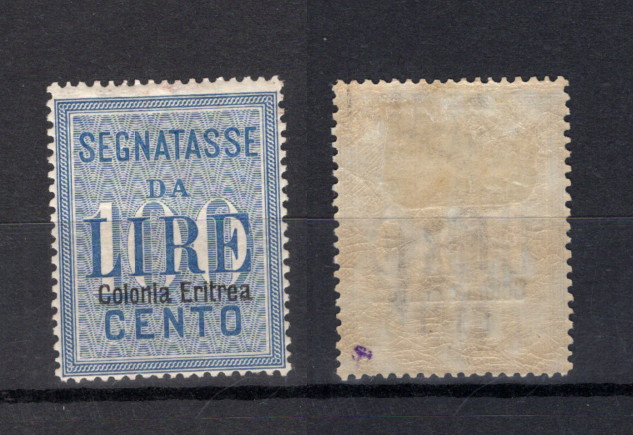 SEGNATASSE
DA
100
LIRE
Colonia Eritrea
CENTO